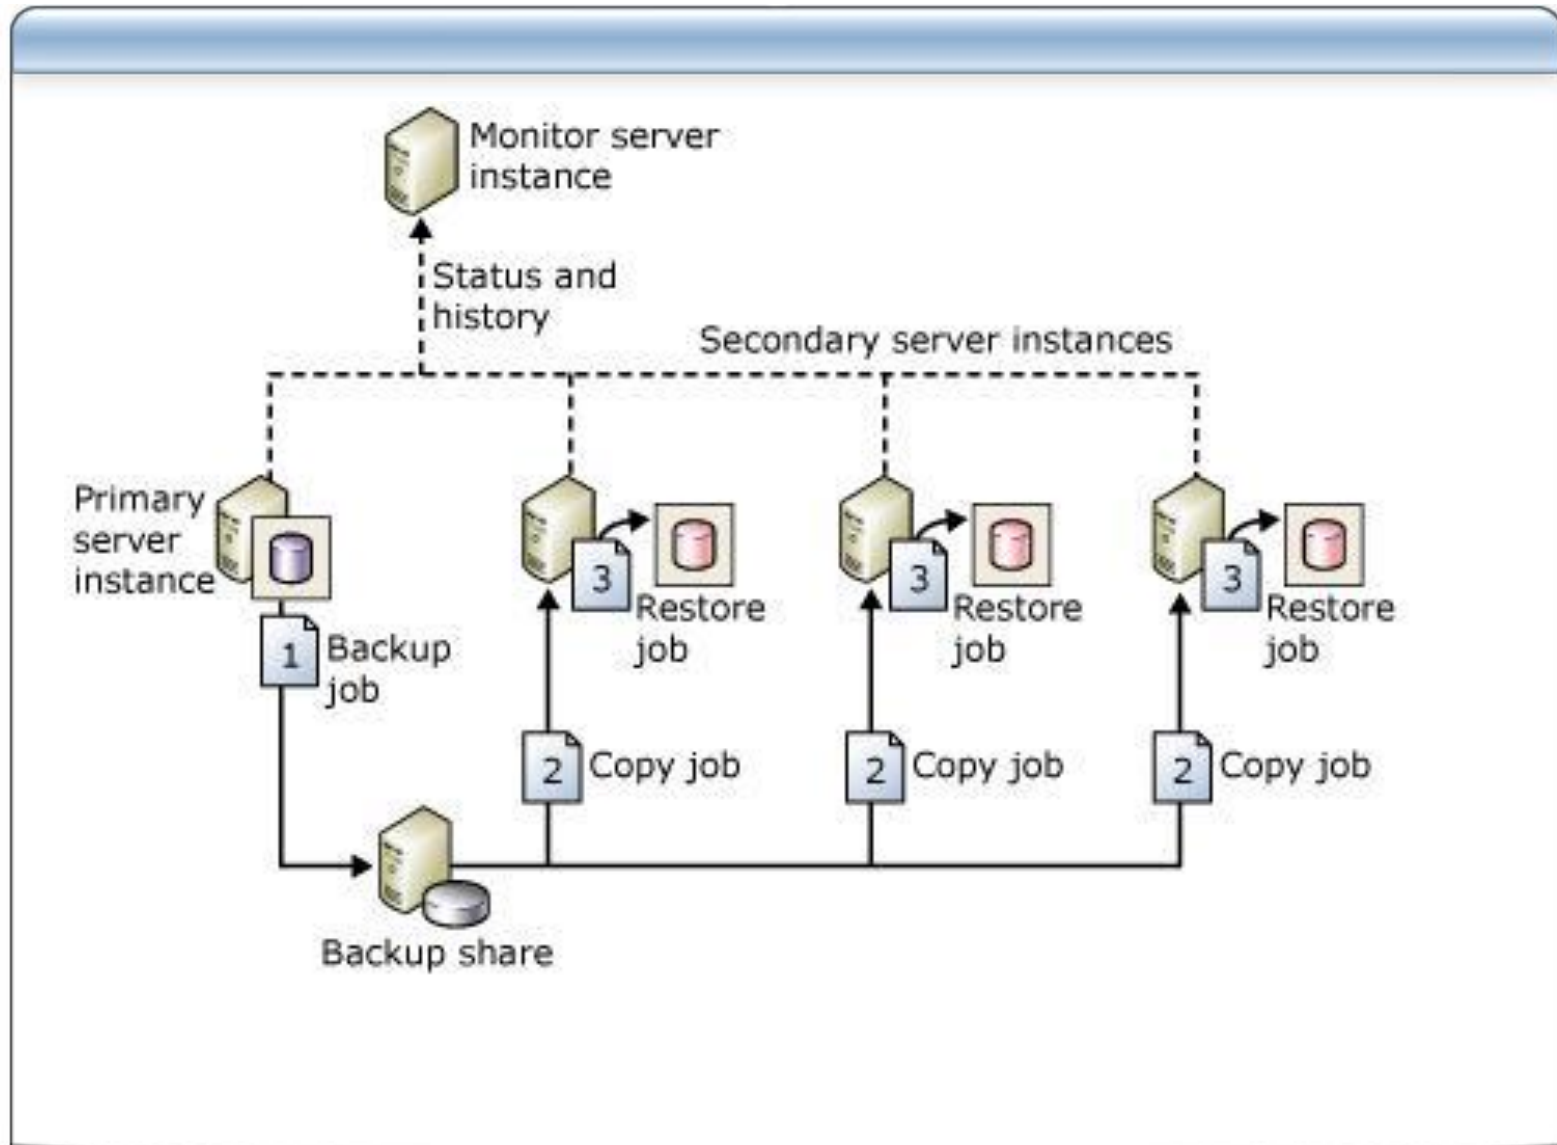 Monitor server
instance
Status and
history
Secondary server instances
Primary
server
instance
1
Backup
job
3
Restore
job
3
Restore
job
3
Restore
job
2
Copy job
2
Copy job
2
Copy job
Backup share